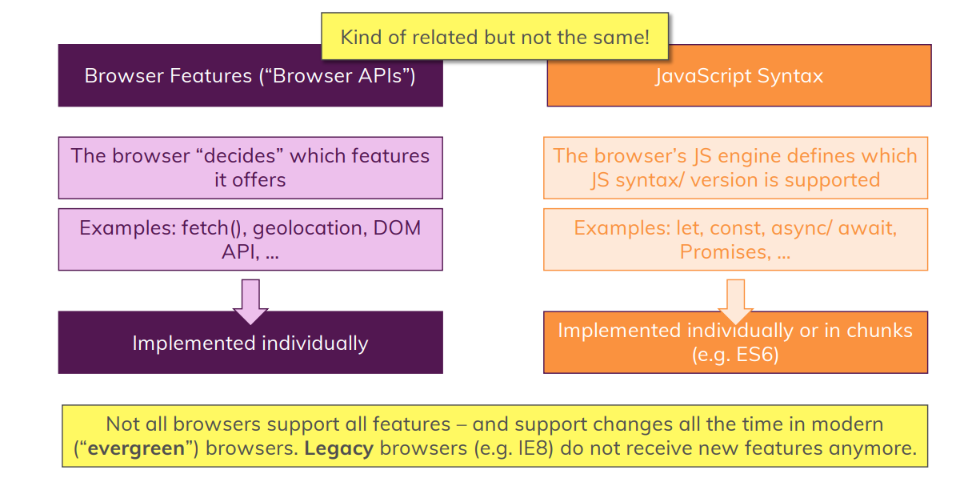 Kind of related but not the same!
Browser Features (“Browser APIs”)
JavaScript Syntax
The browser “decides” which features
it offers
The browser’s JS engine defines which
JS syntax/ version is supported
Examples: fetch(), geolocation, DOM
API, ...
Examples: let, const, async/ await,
Promises, ...
Implemented individually
Implemented individually or in chunks
(e.g. ES6)
Not all browsers support all features – and support changes all the time in modern
(“evergreen”) browsers. Legacy browsers (e.g. IE8) do not receive new features anymore.